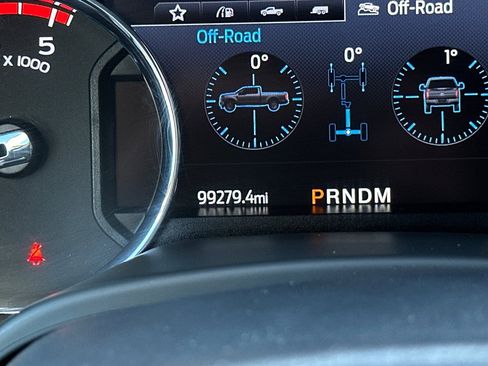 Off-Road
Off-Road
5
x 1000
0°
0°
1°
99279.4mi
PRNDM